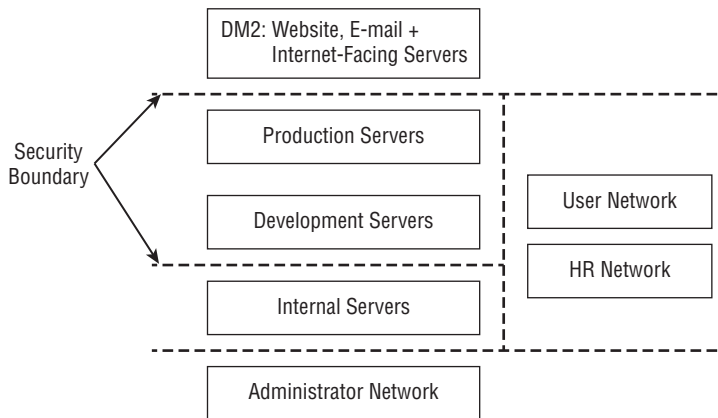 DM2: Website, E-mail +
Internet-Facing Servers
Security
Boundary
Production Servers
Development Servers
User Network
HR Network
Internal Servers
Administrator Network